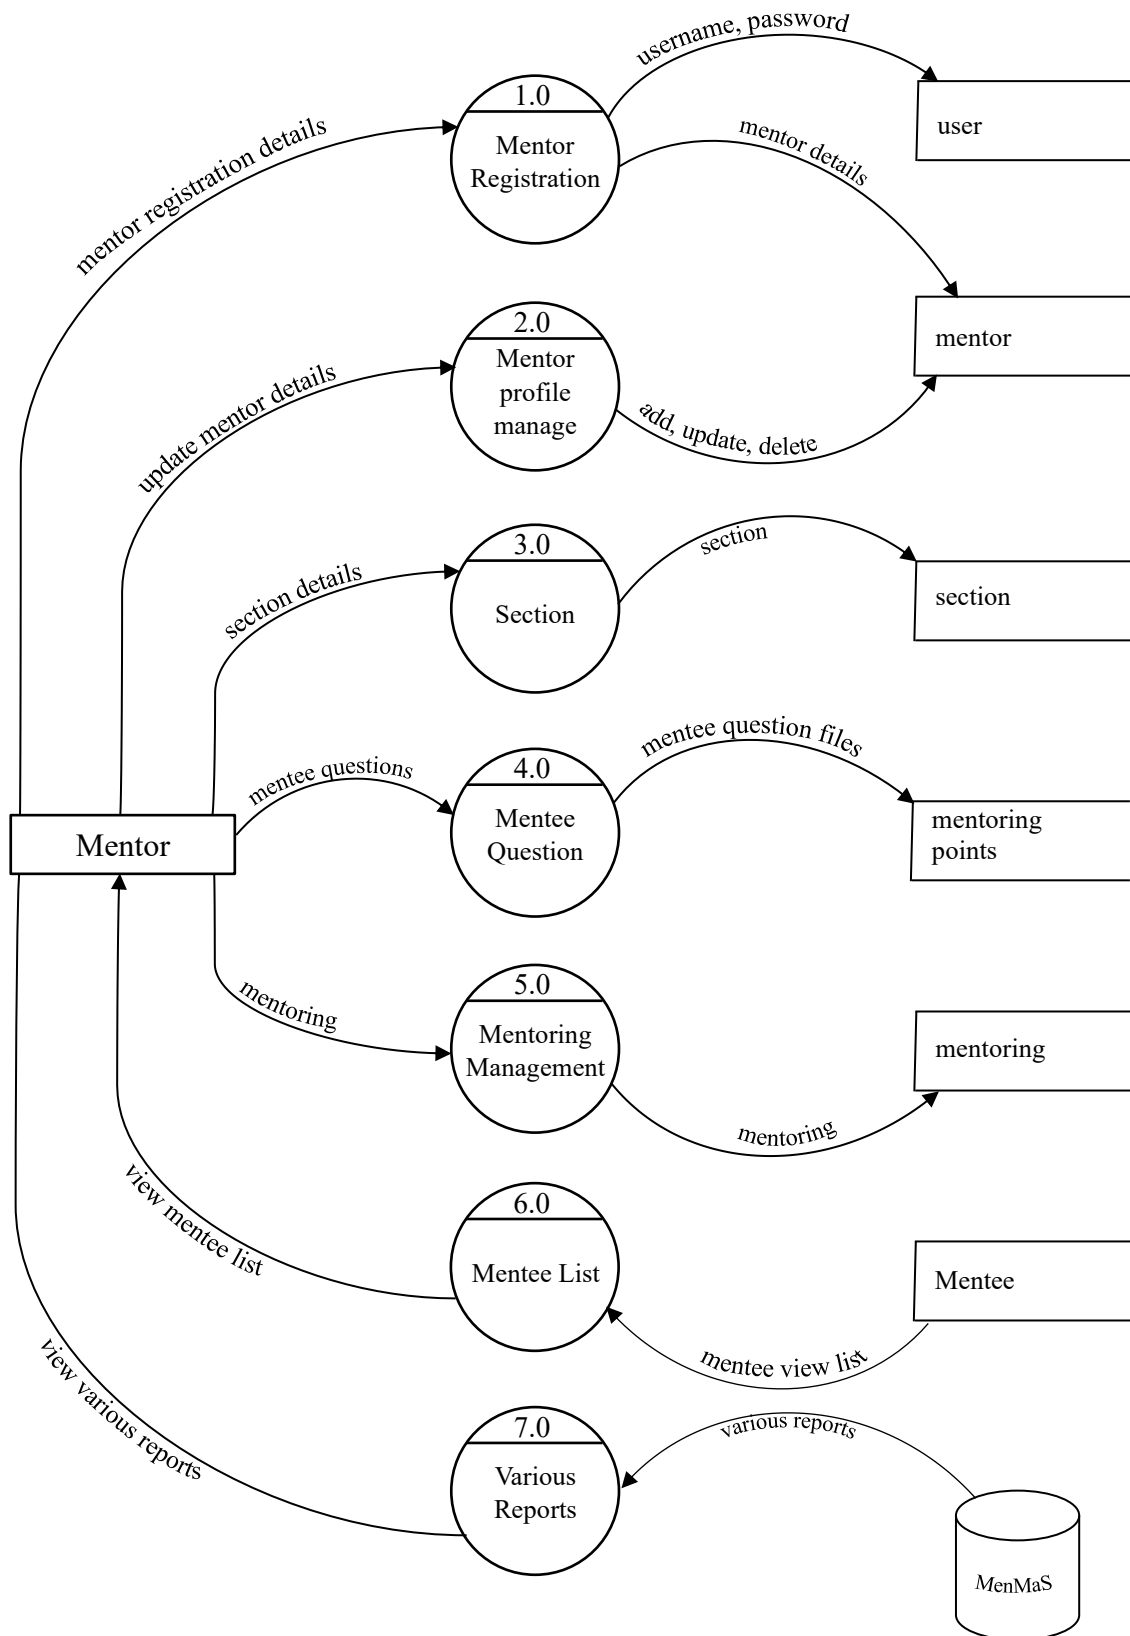 username, password
1.0
Mentor
Registration
user
mentor registration details
mentor details
2.0
Mentor
profile
manage
mentor
update mentor details
add, update, delete
3.0
Section
section
section
section details
4.0
Mentee
Question
mentee question files
mentee questions
mentoring
points
Mentor
5.0
Mentoring
Management
mentoring
mentoring
mentoring
6.0
Mentee List
Mentee
view mentee list
mentee view list
7.0
Various
Reports
various reports
view various reports
MenMaS